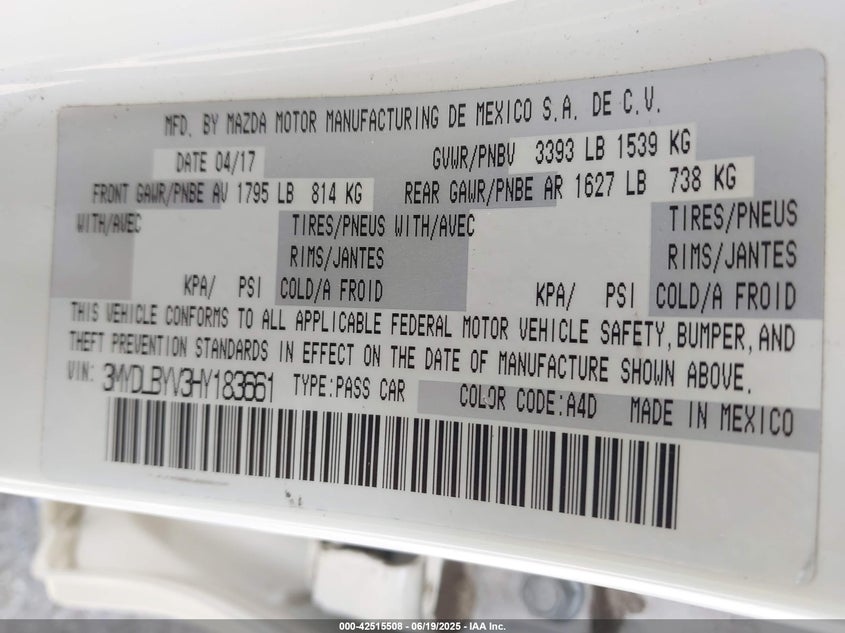 MFD. BY MAZDA MOTOR MANUFACTURING DE MEXICO S.A. DE C.V.
DATE 04/17 GVWR/PNBV 3393 LB 1539 KG
FRONT GAWR/PNBE AV 1795 LB 814 KG REAR GAWR/PNBE AR 1627 LB 738 KG
WITH/AVEC TIRES/PNEUS WITH/AVEC TIRES/PNEUS
RIMS/JANTES RIMS/JANTES
KPA/ PSI COLD/A FROID KPA/ PSI COLD/A FROID
THIS VEHICLE CONFORMS TO ALL APPLICABLE FEDERAL MOTOR VEHICLE SAFETY, BUMPER, AND
THEFT PREVENTION STANDARDS IN EFFECT ON THE DATE OF MANUFACTURE SHOWN ABOVE.
VIN: 3MYDLBYV3HY183661 TYPE:PASS CAR COLOR CODE:A4D MADE IN MEXICO
000-42515508 - 06/19/2025 - IAA Inc.